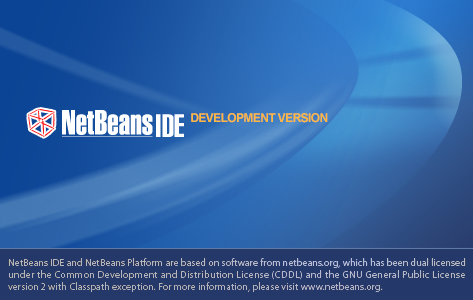 NetBeans IDE DEVELOPMENT VERSION
NetBeans IDE and NetBeans Platform are based on software from netbeans.org, which has been dual licensed
under the Common Development and Distribution License (CDDL) and the GNU General Public License
version 2 with Classpath exception. For more information, please visit www.netbeans.org.